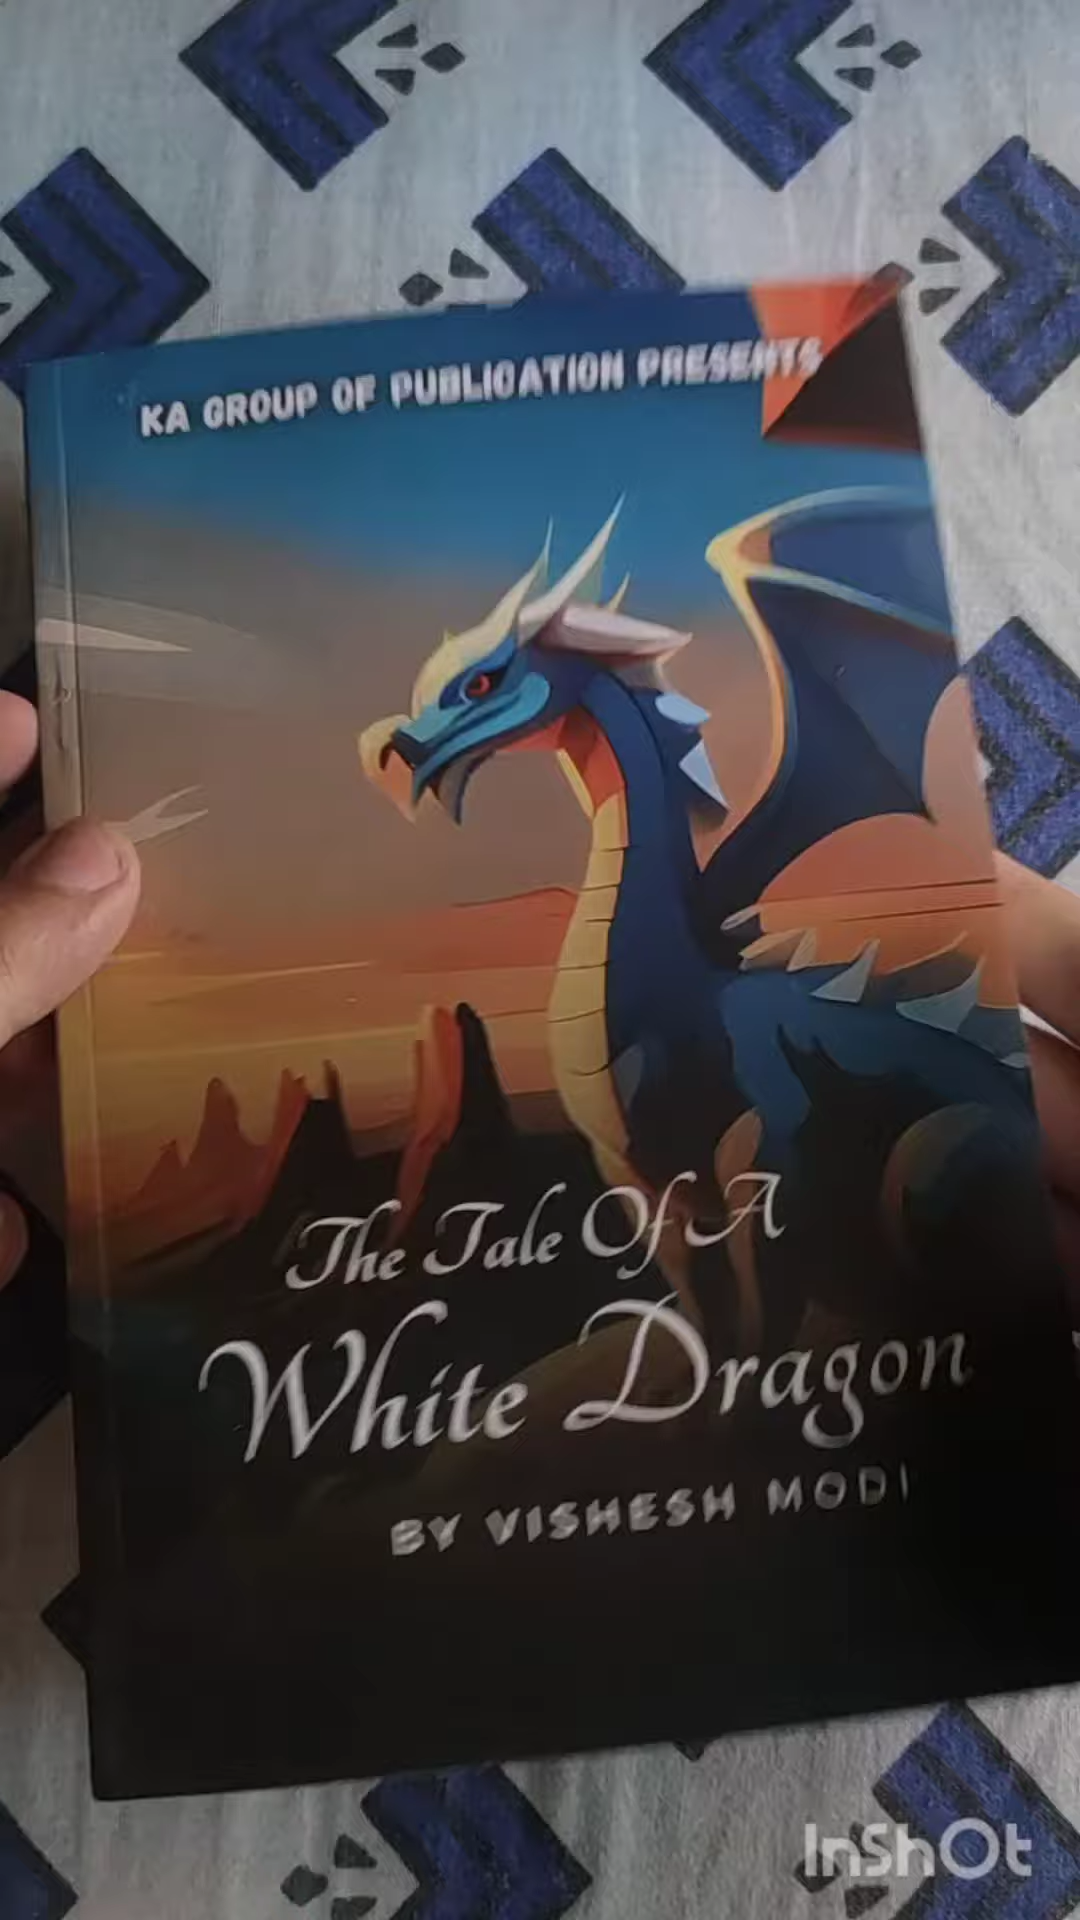 KA GROUP OF PUBLICATION PRESENTS
The Tale Of A
White Dragon
BY VISHESH MODI
InShOt